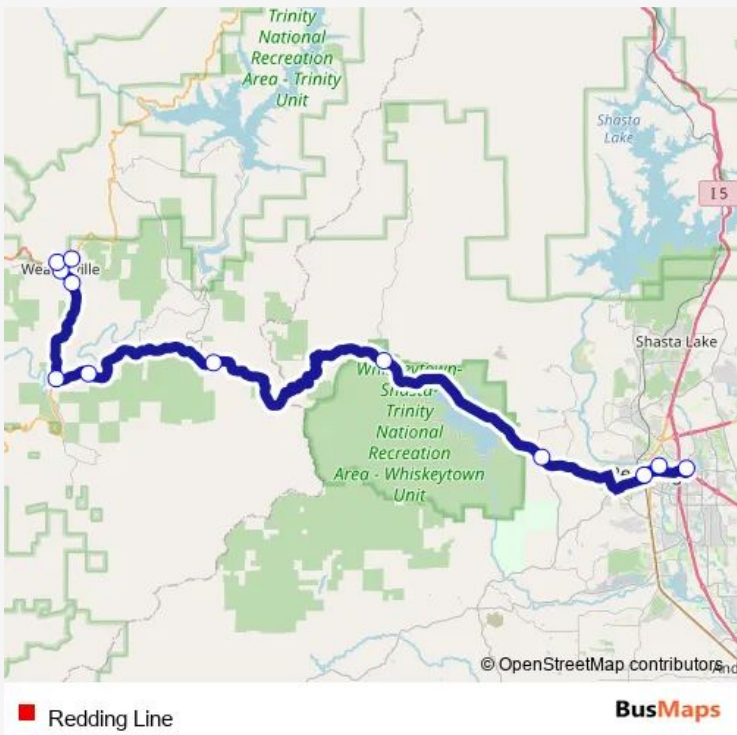 Trinity
National
Recreation
Area - Trinity
Unit
Shasta
Lake
I 5
Shasta Lake
Whiskeytown-
Shasta-
Trinity
National
Recreation
Area - Whiskeytown
Unit
© OpenStreetMap contributors
Redding Line
BusMaps